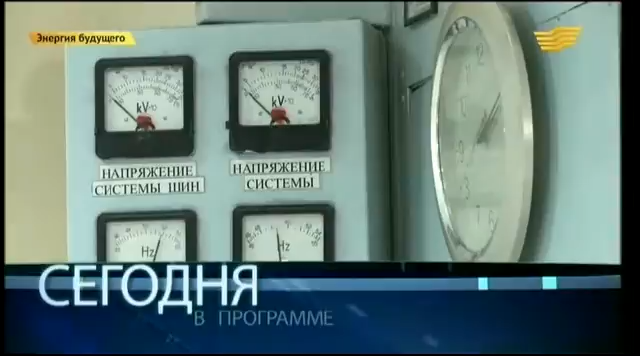 Энергия будущего
kV
kV
НАПРЯЖЕНИЕ
СИСТЕМЫ ШИН
НАПРЯЖЕНИЕ
СИСТЕМЫ
Hz
Hz
СЕГОДНЯ
В ПРОГРАММЕ